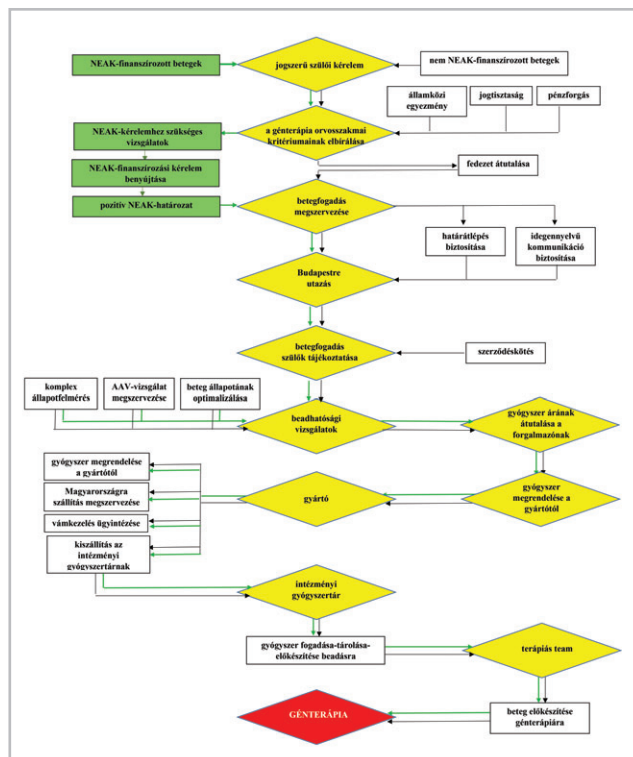 NEAK-finanszírozott betegek
jogszerű szülői kérelem
nem NEAK-finanszírozott betegek
államközi
egyezmény
jogtisztaság
pénzforgás
a génterápia orvosszakmai
kritériumainak elbírálása
NEAK-kérelemhez szükséges
vizsgálatok
fedezet átutalása
NEAK-finanszírozási kérelem
benyújtása
pozitív NEAK-határozat
betegfogadás
megszervezése
határátlépés
biztosítása
idegennyelvű
kommunikáció
biztosítása
Budapestre
utazás
betegfogadás
szülők tájékoztatása
szerződéskötés
komplex
állapotfelmérés
AAV-vizsgálat
megszervezése
beteg állapotának
optimalizálása
beadhatósági
vizsgálatok
gyógyszer árának
átutalása a
forgalmazónak
gyógyszer megrendelése
a gyártótól
Magyarországra
szállítás megszervezése
vámkezelés ügyintézése
kiszállítás az
intézményi
gyógyszertárnak
gyártó
gyógyszer
megrendelése a
gyártótól
intézményi
gyógyszertár
gyógyszer fogadása-tárolása-
előkészítése beadásra
terápiás team
GÉNTERÁPIA
beteg előkészítése
génterápiára